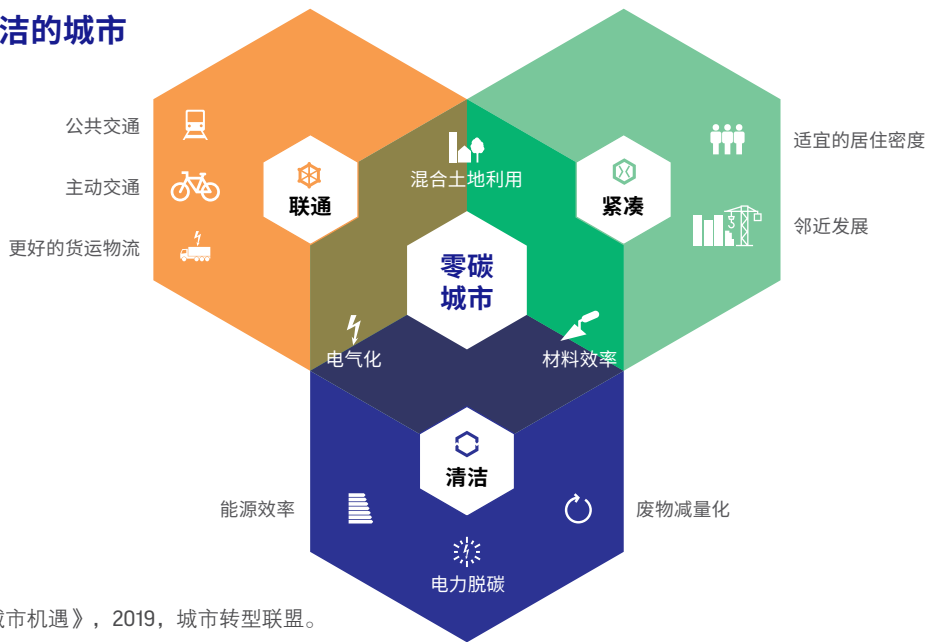 洁的城市
公共交通
主动交通
更好的货运物流
联通
混合土地利用
紧凑
适宜的居住密度
邻近发展
零碳
城市
电气化
材料效率
清洁
能源效率
废物减量化
电力脱碳
城市机遇》，2019，城市转型联盟。